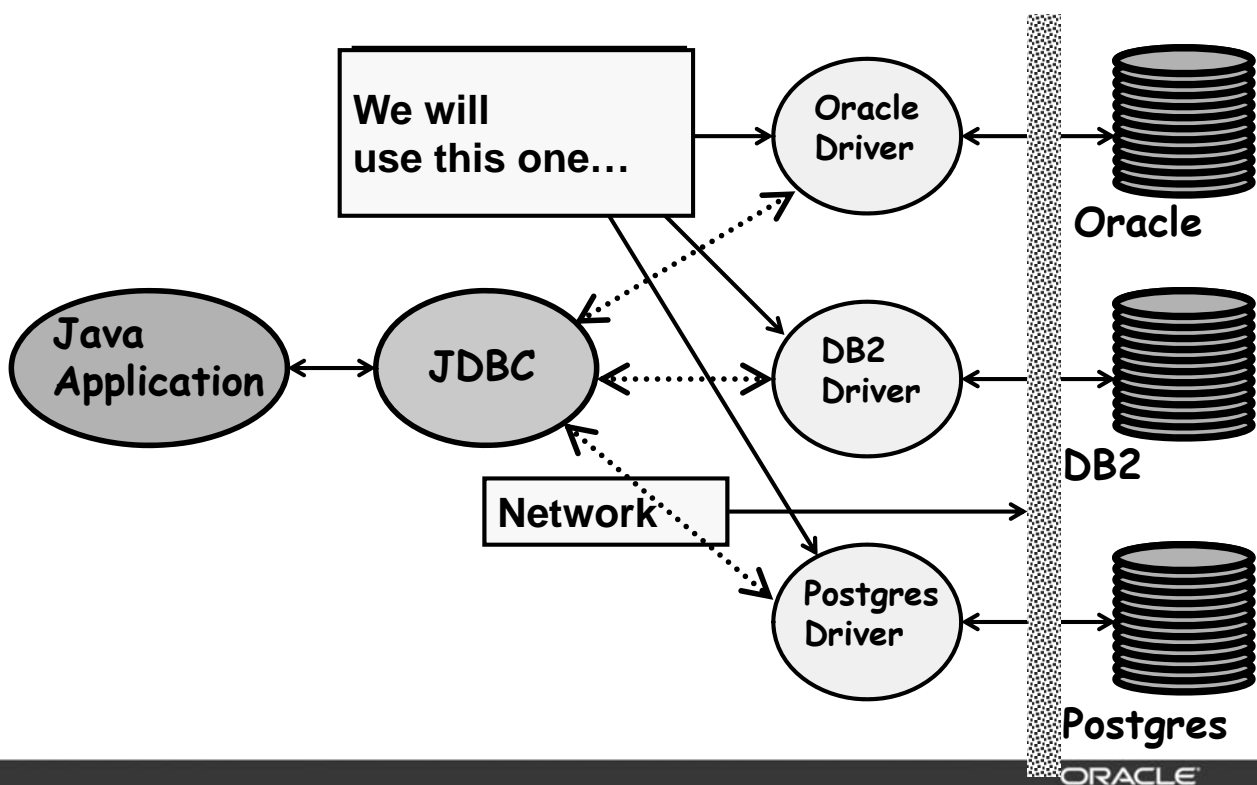 We will
use this one…
Oracle
Driver
Oracle
Java
Application
JDBC
DB2
Driver
DB2
Network
Postgres
Driver
Postgres
ORACLE